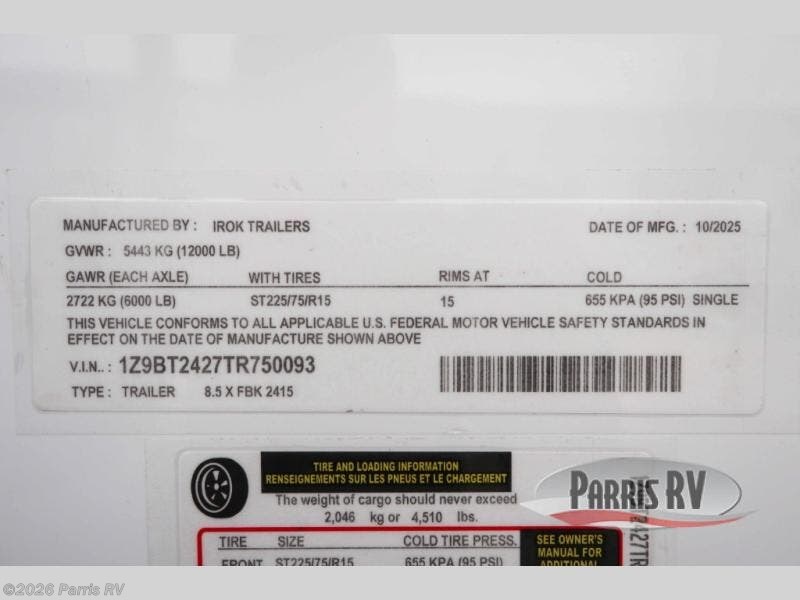 MANUFACTURED BY : IROK TRAILERS DATE OF MFG. : 10/2025
GVWR : 5443 KG (12000 LB)
GAWR (EACH AXLE) WITH TIRES RIMS AT COLD
2722 KG (6000 LB) ST225/75/R15 15 655 KPA (95 PSI) SINGLE
THIS VEHICLE CONFORMS TO ALL APPLICABLE U.S. FEDERAL MOTOR VEHICLE SAFETY STANDARDS IN
EFFECT ON THE DATE OF MANUFACTURE SHOWN ABOVE
V.I.N.. : 1Z9BT2427TR750093
TYPE : TRAILER 8.5 X FBK 2415
TIRE AND LOADING INFORMATION
RENSEIGNEMENTS SUR LES PNEUS ET LE CHARGEMENT
The weight of cargo should never exceed
2,046 kg or 4,510 lbs.
TIRE SIZE COLD TIRE PRESS.
FRONT ST225/75/R15 655 KPA (95 PSI)
SEE OWNER'S
MANUAL FOR
ADDITIONAL
PARRIS RV
©2026 Parris RV